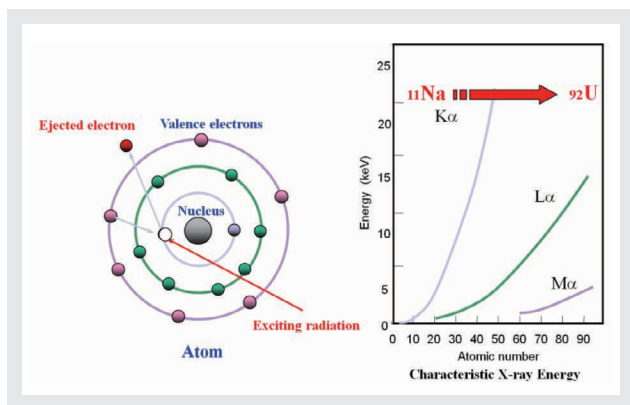 Ejected electron
Valence electrons
Nucleus
Exciting radiation
Atom
Energy (keV)
25
20
15
10
5
0
11Na
92U
Kα
Lα
Mα
0 10 20 30 40 50 60 70 80 90
Atomic number
Characteristic X-ray Energy